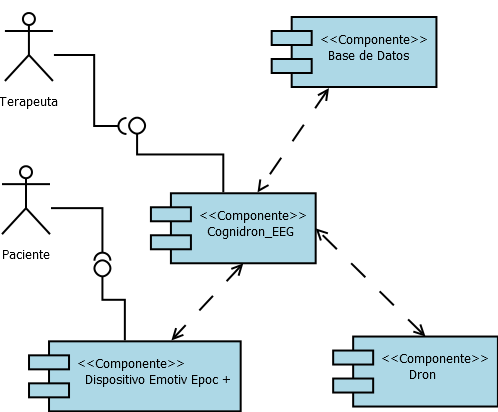 <<Componente>>
Base de Datos
Terapeuta
<<Componente>>
Cognidron_EEG
Paciente
<<Componente>>
Dispositivo Emotiv Epoc +
<<Componente>>
Dron